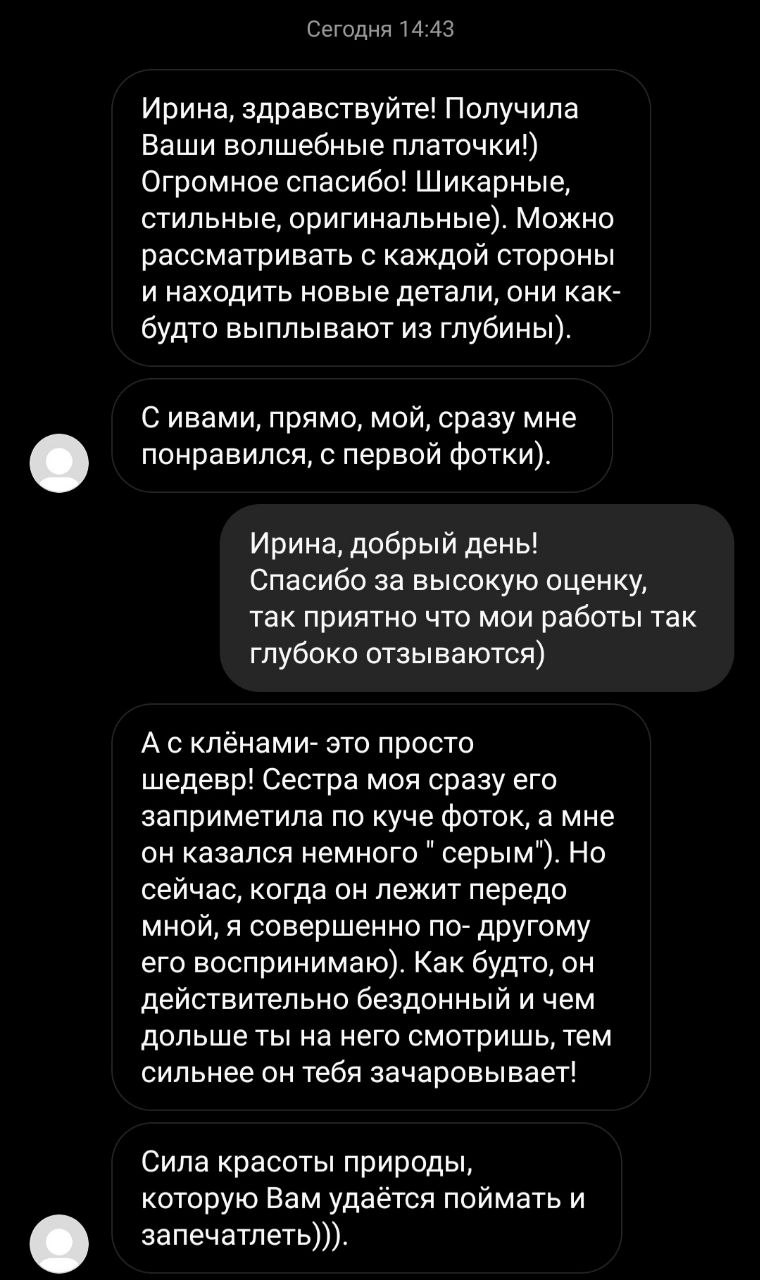 Сегодня 14:43
Ирина, здравствуйте! Получила
Ваши волшебные платочки!)
Огромное спасибо! Шикарные,
стильные, оригинальные). Можно
рассматривать с каждой стороны
и находить новые детали, они как-
будто выплывают из глубины).
С ивами, прямо, мой, сразу мне
понравился, с первой фотки).
Ирина, добрый день!
Спасибо за высокую оценку,
так приятно что мои работы так
глубоко отзываются)
А с клёнами- это просто
шедевр! Сестра моя сразу его
заприметила по куче фоток, а мне
он казался немного " серым"). Но
сейчас, когда он лежит передо
мной, я совершенно по- другому
его воспринимаю). Как будто, он
действительно бездонный и чем
дольше ты на него смотришь, тем
сильнее он тебя зачаровывает!
Сила красоты природы,
которую Вам удаётся поймать и
запечатлеть))).